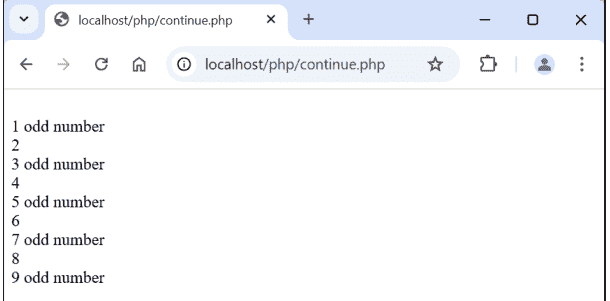 localhost/php/continue.php
localhost/php/continue.php
1 odd number
2
3 odd number
4
5 odd number
6
7 odd number
8
9 odd number